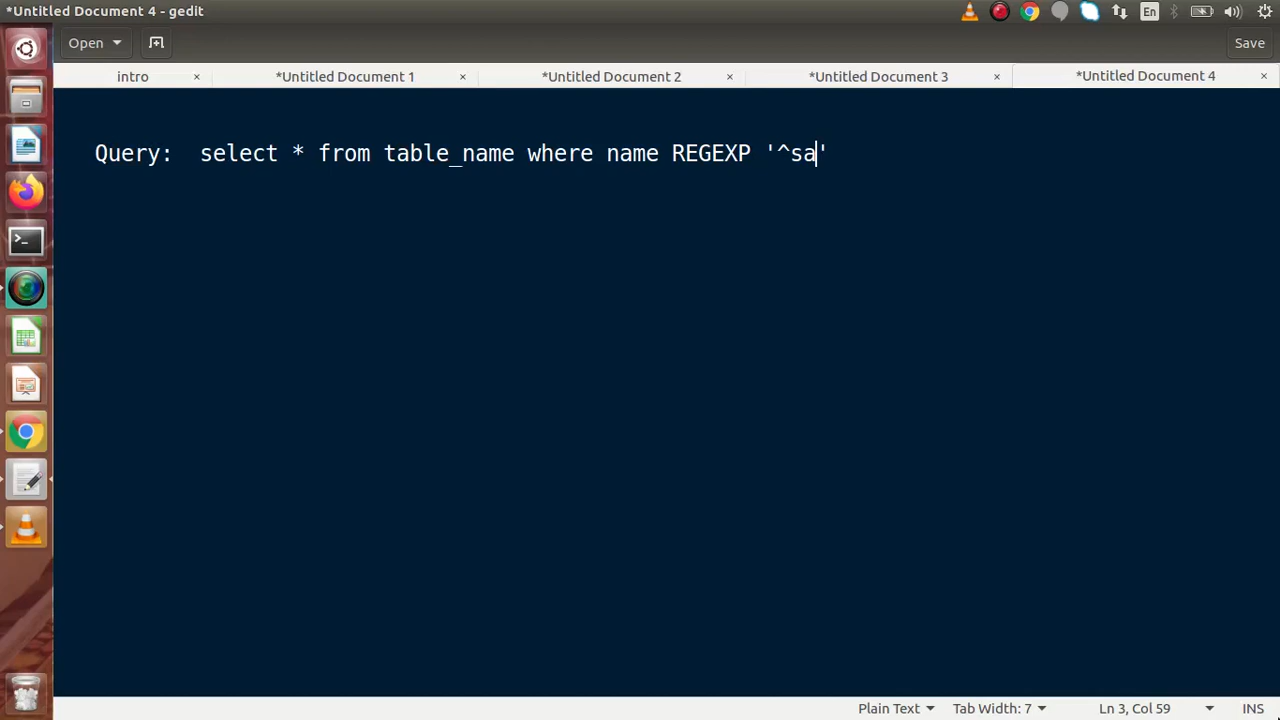 *Untitled Document 4 - gedit
En
Open
Save
intro × *Untitled Document 1 × *Untitled Document 2 × *Untitled Document 3 × *Untitled Document 4 ×
Query:  select * from table_name where name REGEXP '^sa'
Plain Text Tab Width: 7 Ln 3, Col 59 INS